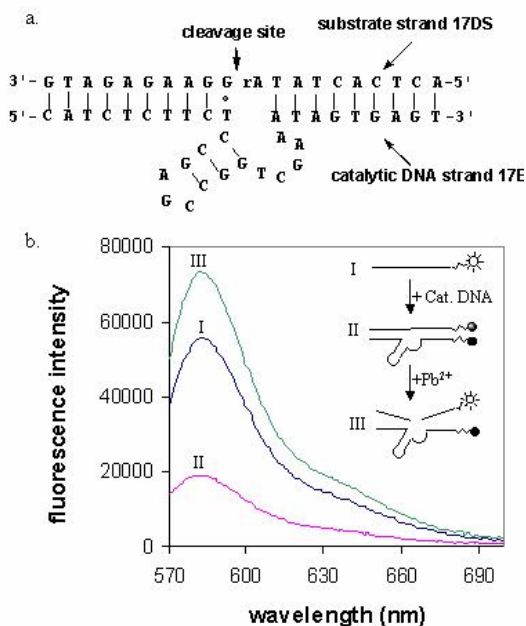 a.
substrate strand 17DS
cleavage site
3'- G T A G A G A A G G rA T A T C A C T C A-5'
5'- C A T C T C T T C T A T A G T G A G T -3'
C A
C A
G G G
A G T C
G C
catalytic DNA strand 17E
b.
80000
60000
40000
20000
0
fluorescence intensity
III
I
II
I
+ Cat. DNA
II
+Pb2+
III
570 600 630 660 690
wavelength (nm)